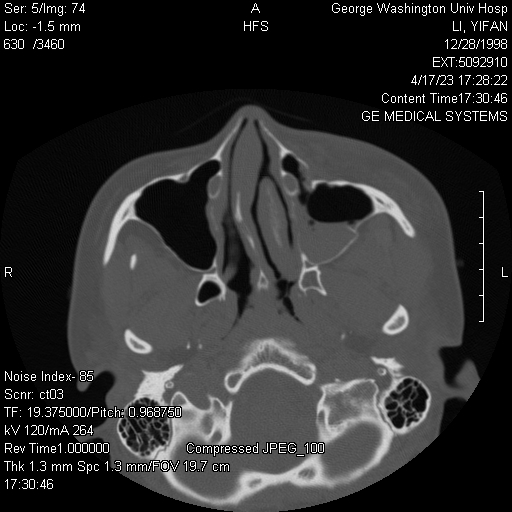 Ser: 5/Img: 74
Loc: -1.5 mm
630 /3460
A
HFS
George Washington Univ Hosp
LI, YIFAN
12/28/1998
EXT:5092910
4/17/23 17:28:22
Content Time17:30:46
GE MEDICAL SYSTEMS
R
L
Noise Index- 85
Scnr: ct03
TF: 19.375000/Pitch: 0.968750
kV 120/mA 264
Rev Time1.000000
Compressed JPEG_100
Thk 1.3 mm Spc 1.3 mm/FOV 19.7 cm
17:30:46